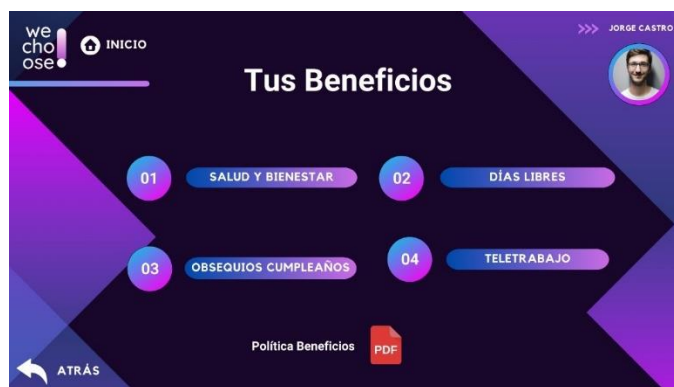 we
cho
ose!
INICIO
>>> JORGE CASTRO
Tus Beneficios
01 SALUD Y BIENESTAR
02 DÍAS LIBRES
03 OBSEQUIOS CUMPLEAÑOS
04 TELETRABAJO
Política Beneficios PDF
ATRÁS